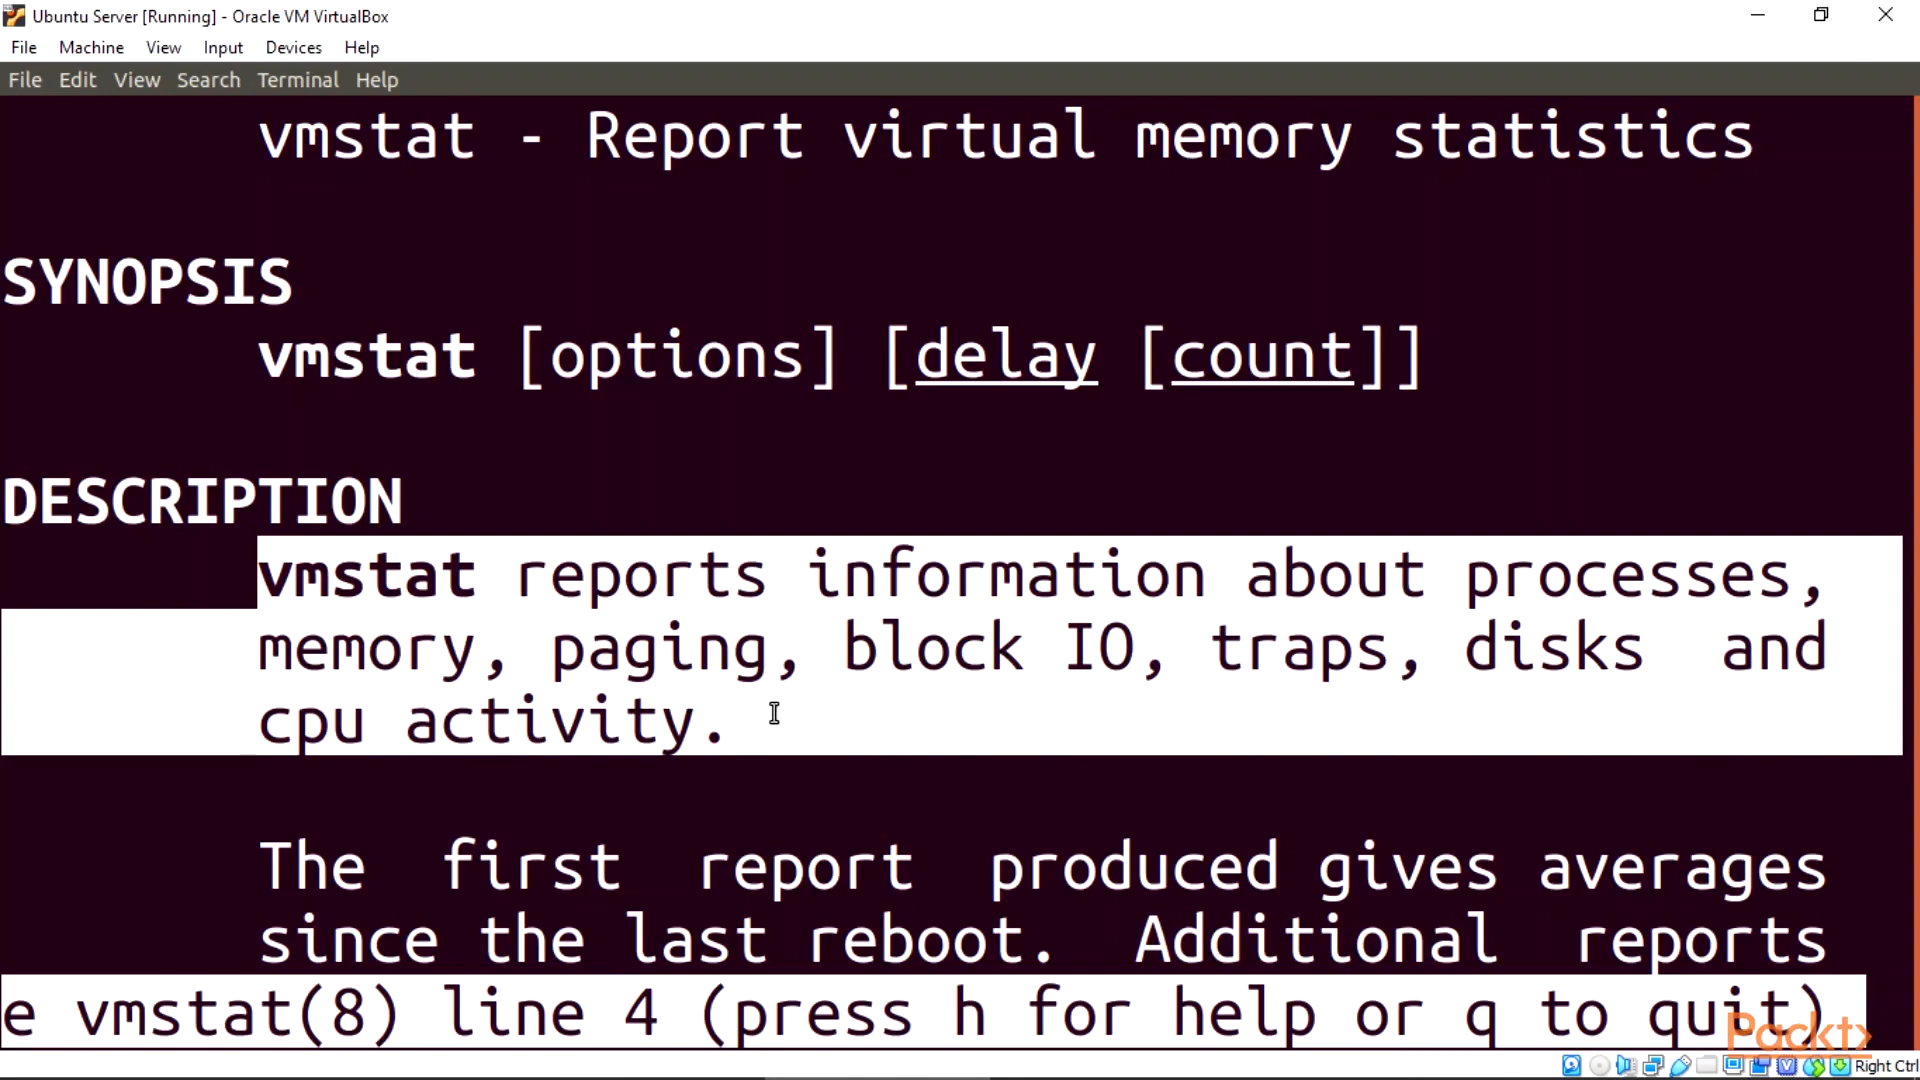 Ubuntu Server [Running] - Oracle VM VirtualBox
File Machine View Input Devices Help
File Edit View Search Terminal Help
vmstat - Report virtual memory statistics
SYNOPSIS
vmstat [options] [delay [count]]
DESCRIPTION
vmstat reports information about processes,
memory, paging, block IO, traps, disks and
cpu activity.
The first report produced gives averages
since the last reboot. Additional reports
e vmstat(8) line 4 (press h for help or q to quit)
Packt>
Right Ctrl